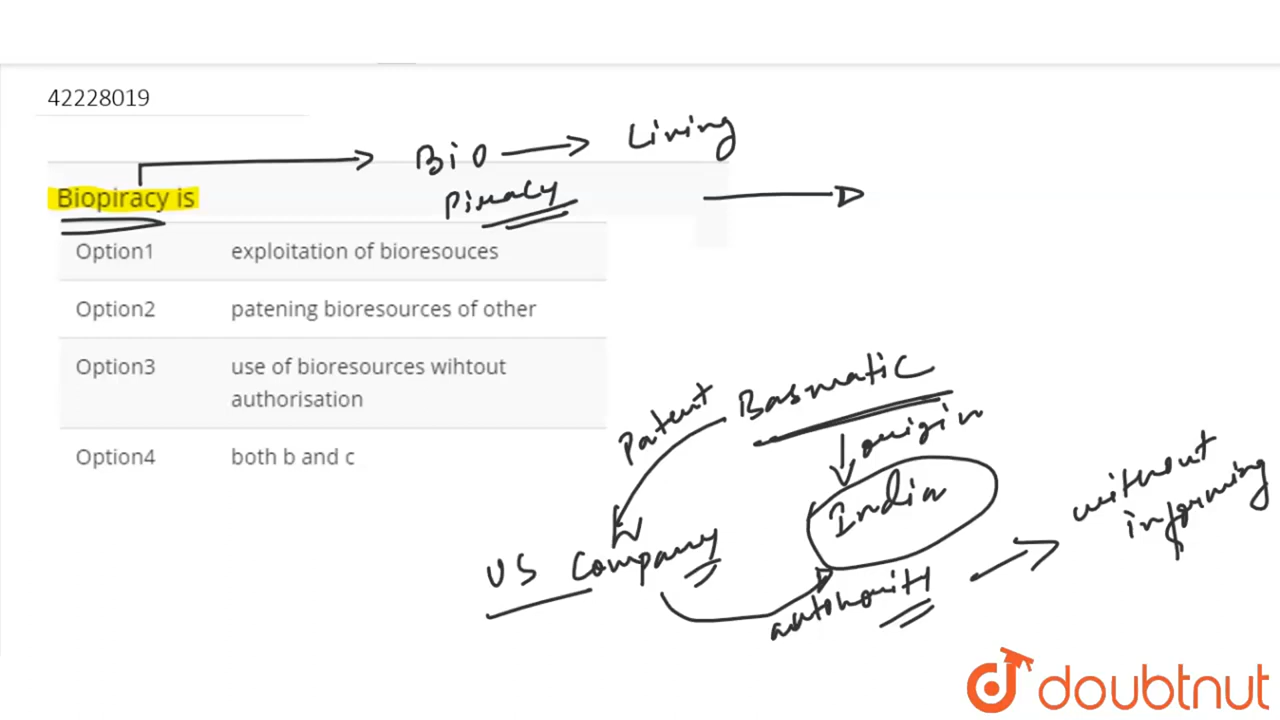 42228019
Bio → Living
Piracy
Biopiracy is
Option1 exploitation of bioresouces
Option2 patening bioresources of other
Option3 use of bioresources wihtout
authorisation
Option4 both b and c
Patent
Basmatic
origin
India
US Company
authority
without
informing
doubtnut